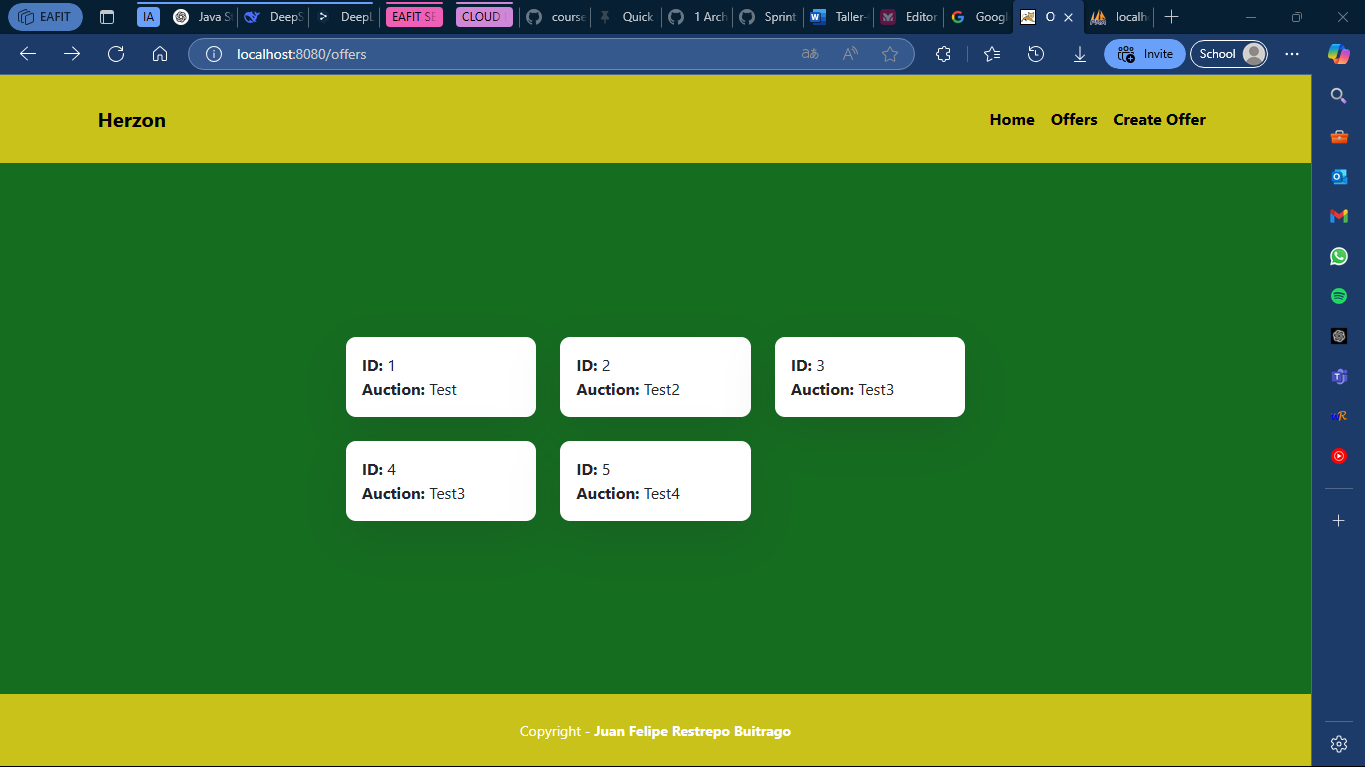 EAFIT
IA
Java S
DeepS
DeepL
EAFIT SE
CLOUD
course
Quick
1 Arch
Sprint
Taller-
Editor
Googl
O
localh
localhost:8080/offers
Invite
School
Herzon
Home Offers Create Offer
ID: 1
Auction: Test
ID: 2
Auction: Test2
ID: 3
Auction: Test3
ID: 4
Auction: Test3
ID: 5
Auction: Test4
Copyright - Juan Felipe Restrepo Buitrago